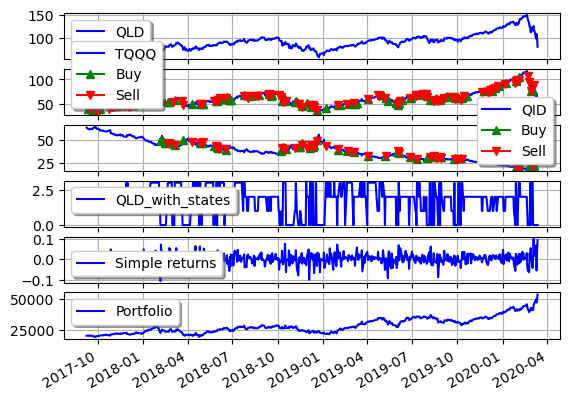 150
100
QLD
TQQQ
Buy
Sell
100
50
QID
Buy
Sell
50
25
2.5
0.0
QLD_with_states
0.1
0.0
-0.1
Simple returns
50000
25000
Portfolio
2017-10
2018-01
2018-04
2018-07
2018-10
2019-01
2019-04
2019-07
2019-10
2020-01
2020-04